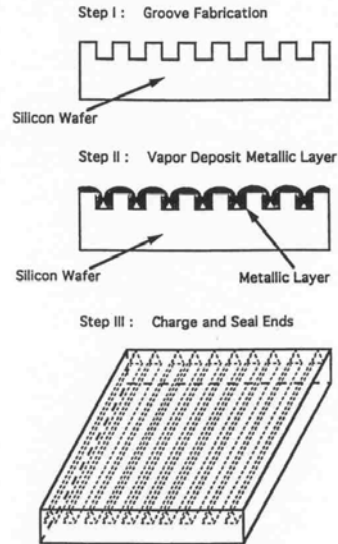 Step I : Groove Fabrication
Silicon Wafer
Step II : Vapor Deposit Metallic Layer
Silicon Wafer
Metallic Layer
Step III : Charge and Seal Ends